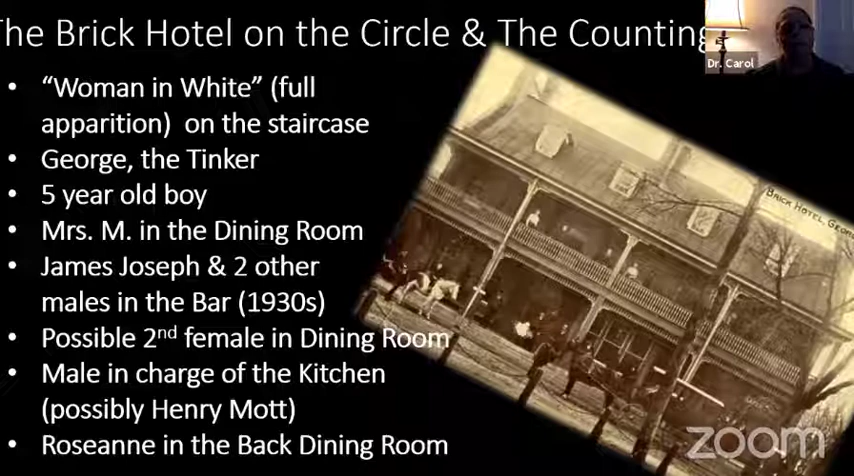 The Brick Hotel on the Circle & The Counting
Dr. Carol
• “Woman in White” (full
apparition) on the staircase
• George, the Tinker
• 5 year old boy
• Mrs. M. in the Dining Room
• James Joseph & 2 other
males in the Bar (1930s)
• Possible 2nd female in Dining Room
• Male in charge of the Kitchen
(possibly Henry Mott)
• Roseanne in the Back Dining Room
BRICK HOTEL, GEO
zoom